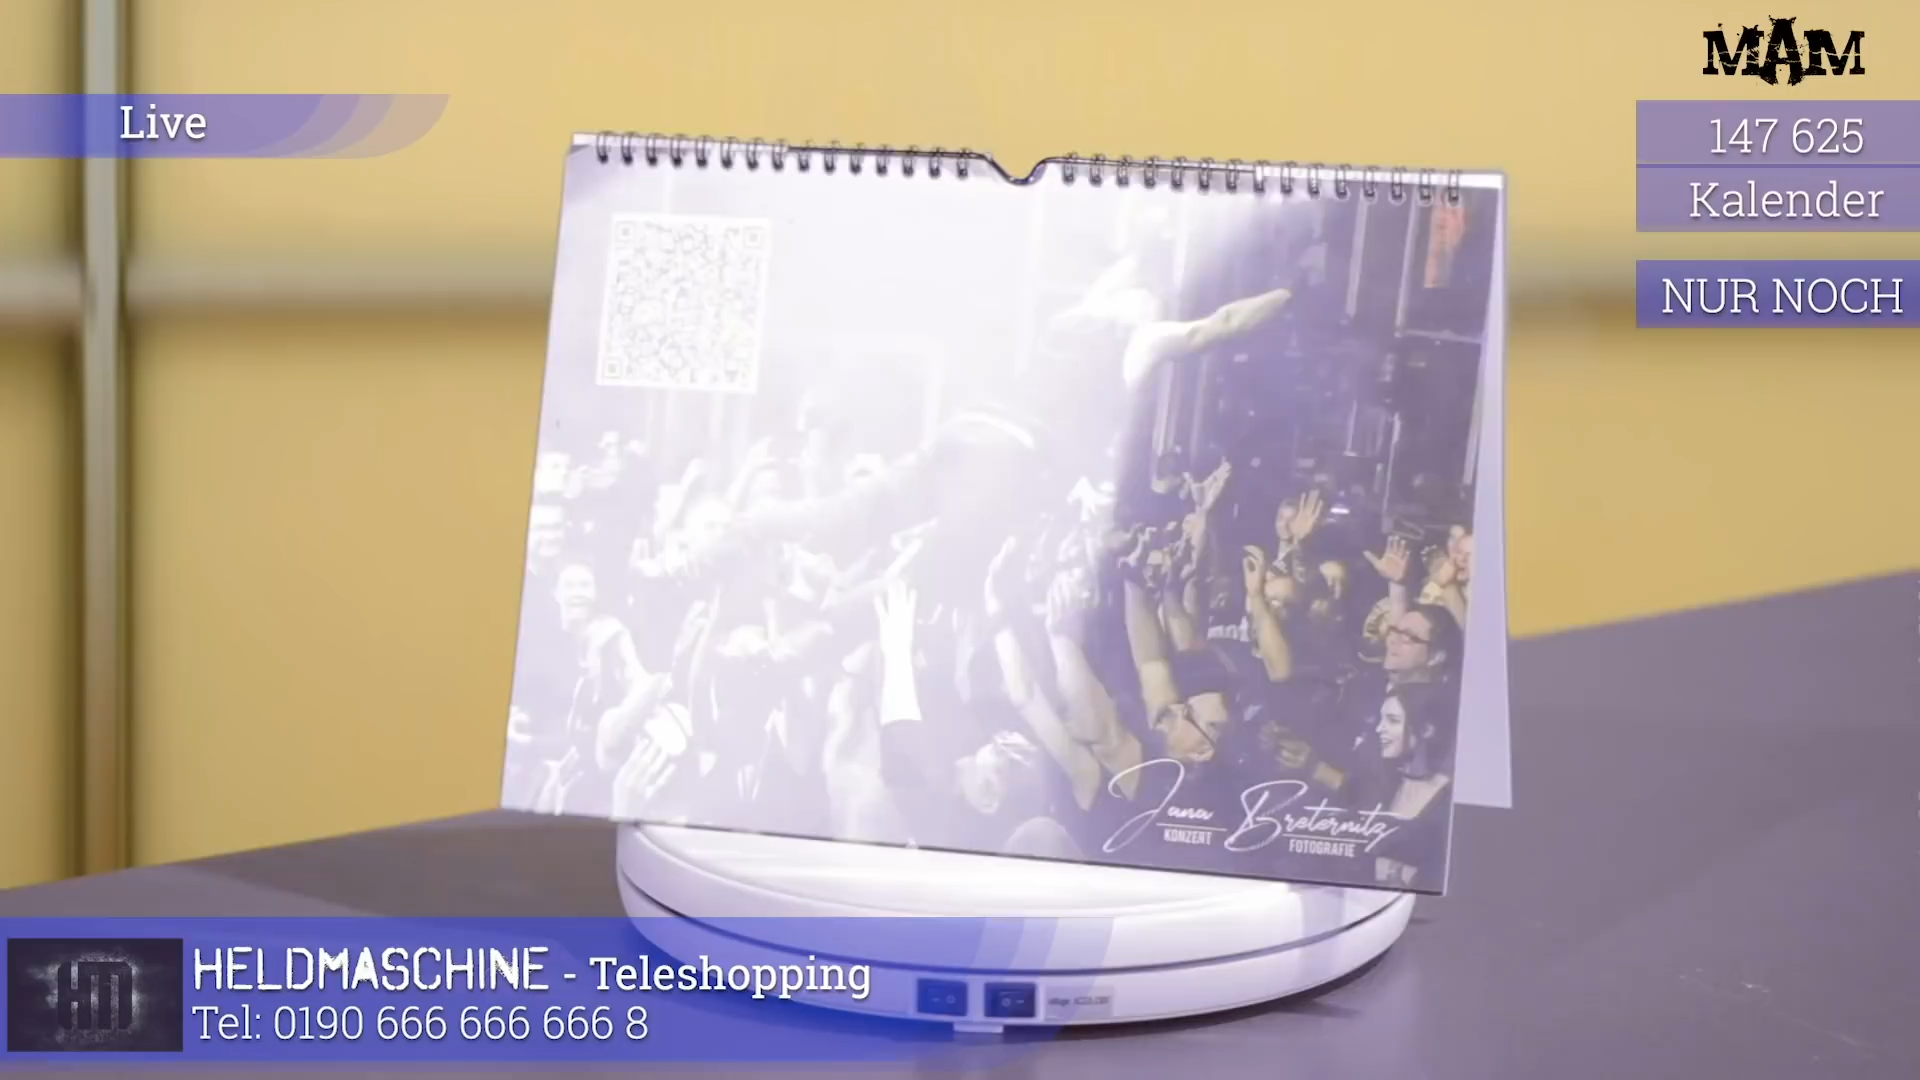 MAM
Live
147 625
Kalender
NUR NOCH
Jana Breternitz
KONZERT FOTOGRAFIE
HM
HELDMASCHINE - Teleshopping
Tel: 0190 666 666 666 8